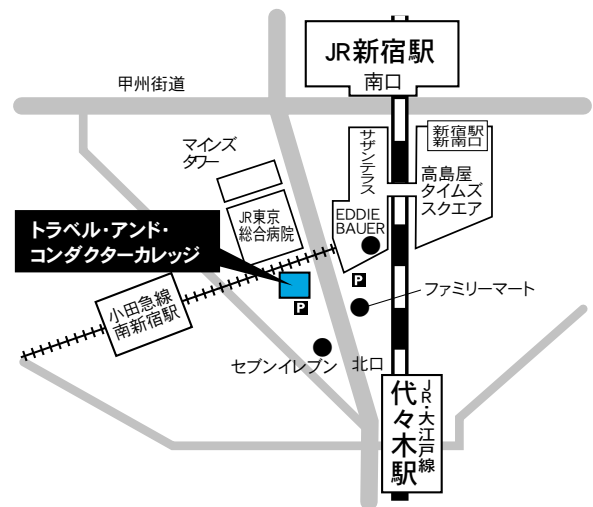 JR新宿駅
南口
甲州街道
新宿駅
新南口
サザンテラス
高島屋
タイムズ
スクエア
マインズ
タワー
JR東京
総合病院
EDDIE
BAUER
トラベル・アンド・
コンダクターカレッジ
P
ファミリーマート
小田急線
南新宿駅
P
セブンイレブン
北口
JR・大江戸線
代々木駅